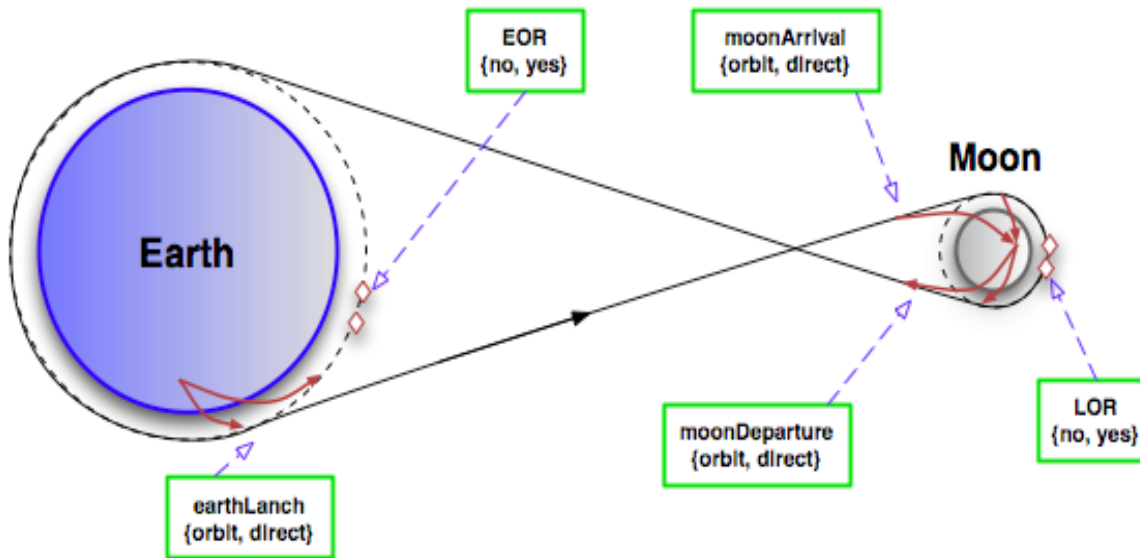 EOR
{no, yes}
moonArrival
{orbit, direct}
Moon
Earth
moonDeparture
{orbit, direct}
LOR
{no, yes}
earthLanch
{orbit, direct}